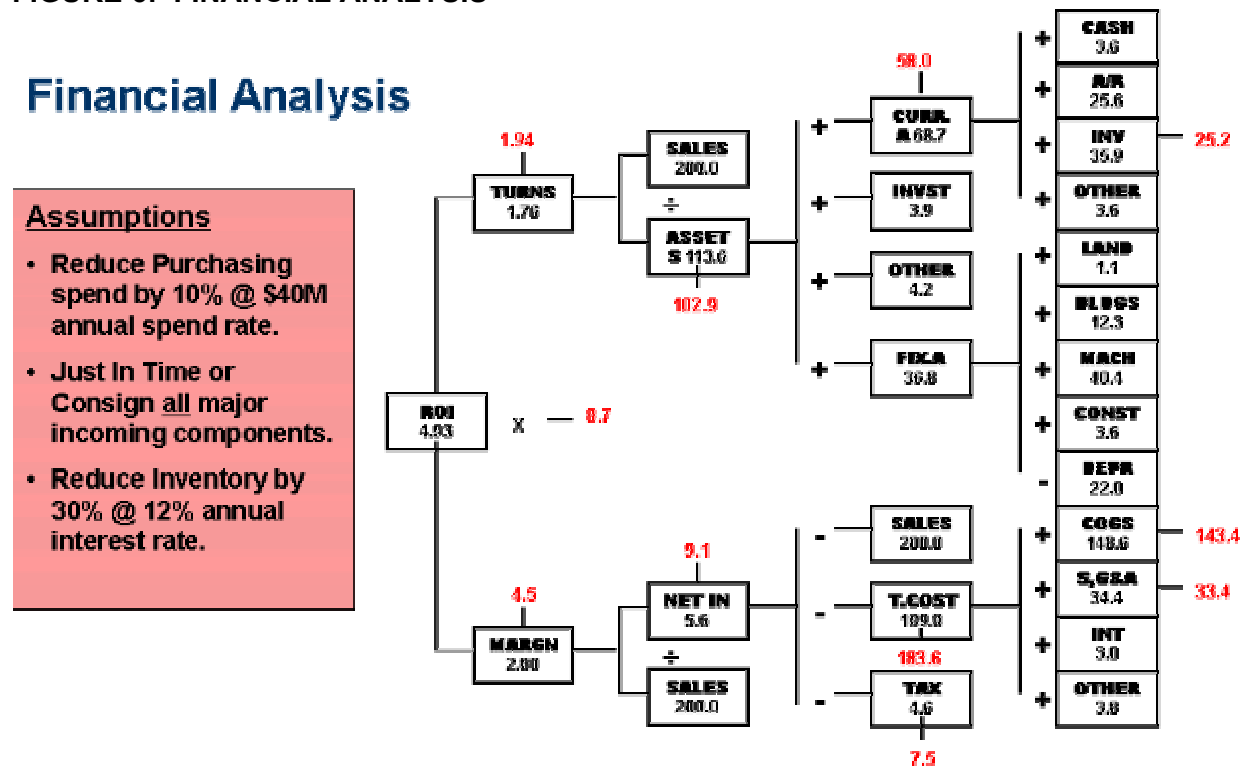 FIGURE FINANCIAL ANALYSIS
Financial Analysis
Assumptions
• Reduce Purchasing
spend by 10% @ $40M
annual spend rate.
• Just In Time or
Consign all major
incoming components.
• Reduce Inventory by
30% @ 12% annual
interest rate.
ROI
4.93
X
8.7
1.94
TURNS
1.76
4.5
MARGN
2.80
SALES
200.0
÷
ASSET
S 113.6
102.9
9.1
NET IN
5.6
÷
SALES
200.0
58.0
+
CURR.
A 68.7
+
INVST
3.9
+
OTHER
4.2
+
FIX.A
36.8
-
SALES
200.0
-
T.COST
189.8
183.6
-
TAX
4.6
7.5
+
CASH
3.6
+
A/R
25.6
+
INV
35.9
25.2
+
OTHER
3.6
+
LAND
1.1
+
BLDGS
12.3
+
MACH
40.4
+
CONST
3.6
-
DEPR
22.0
+
COGS
148.6
143.4
+
S,G&A
34.4
33.4
+
INT
3.0
+
OTHER
3.8